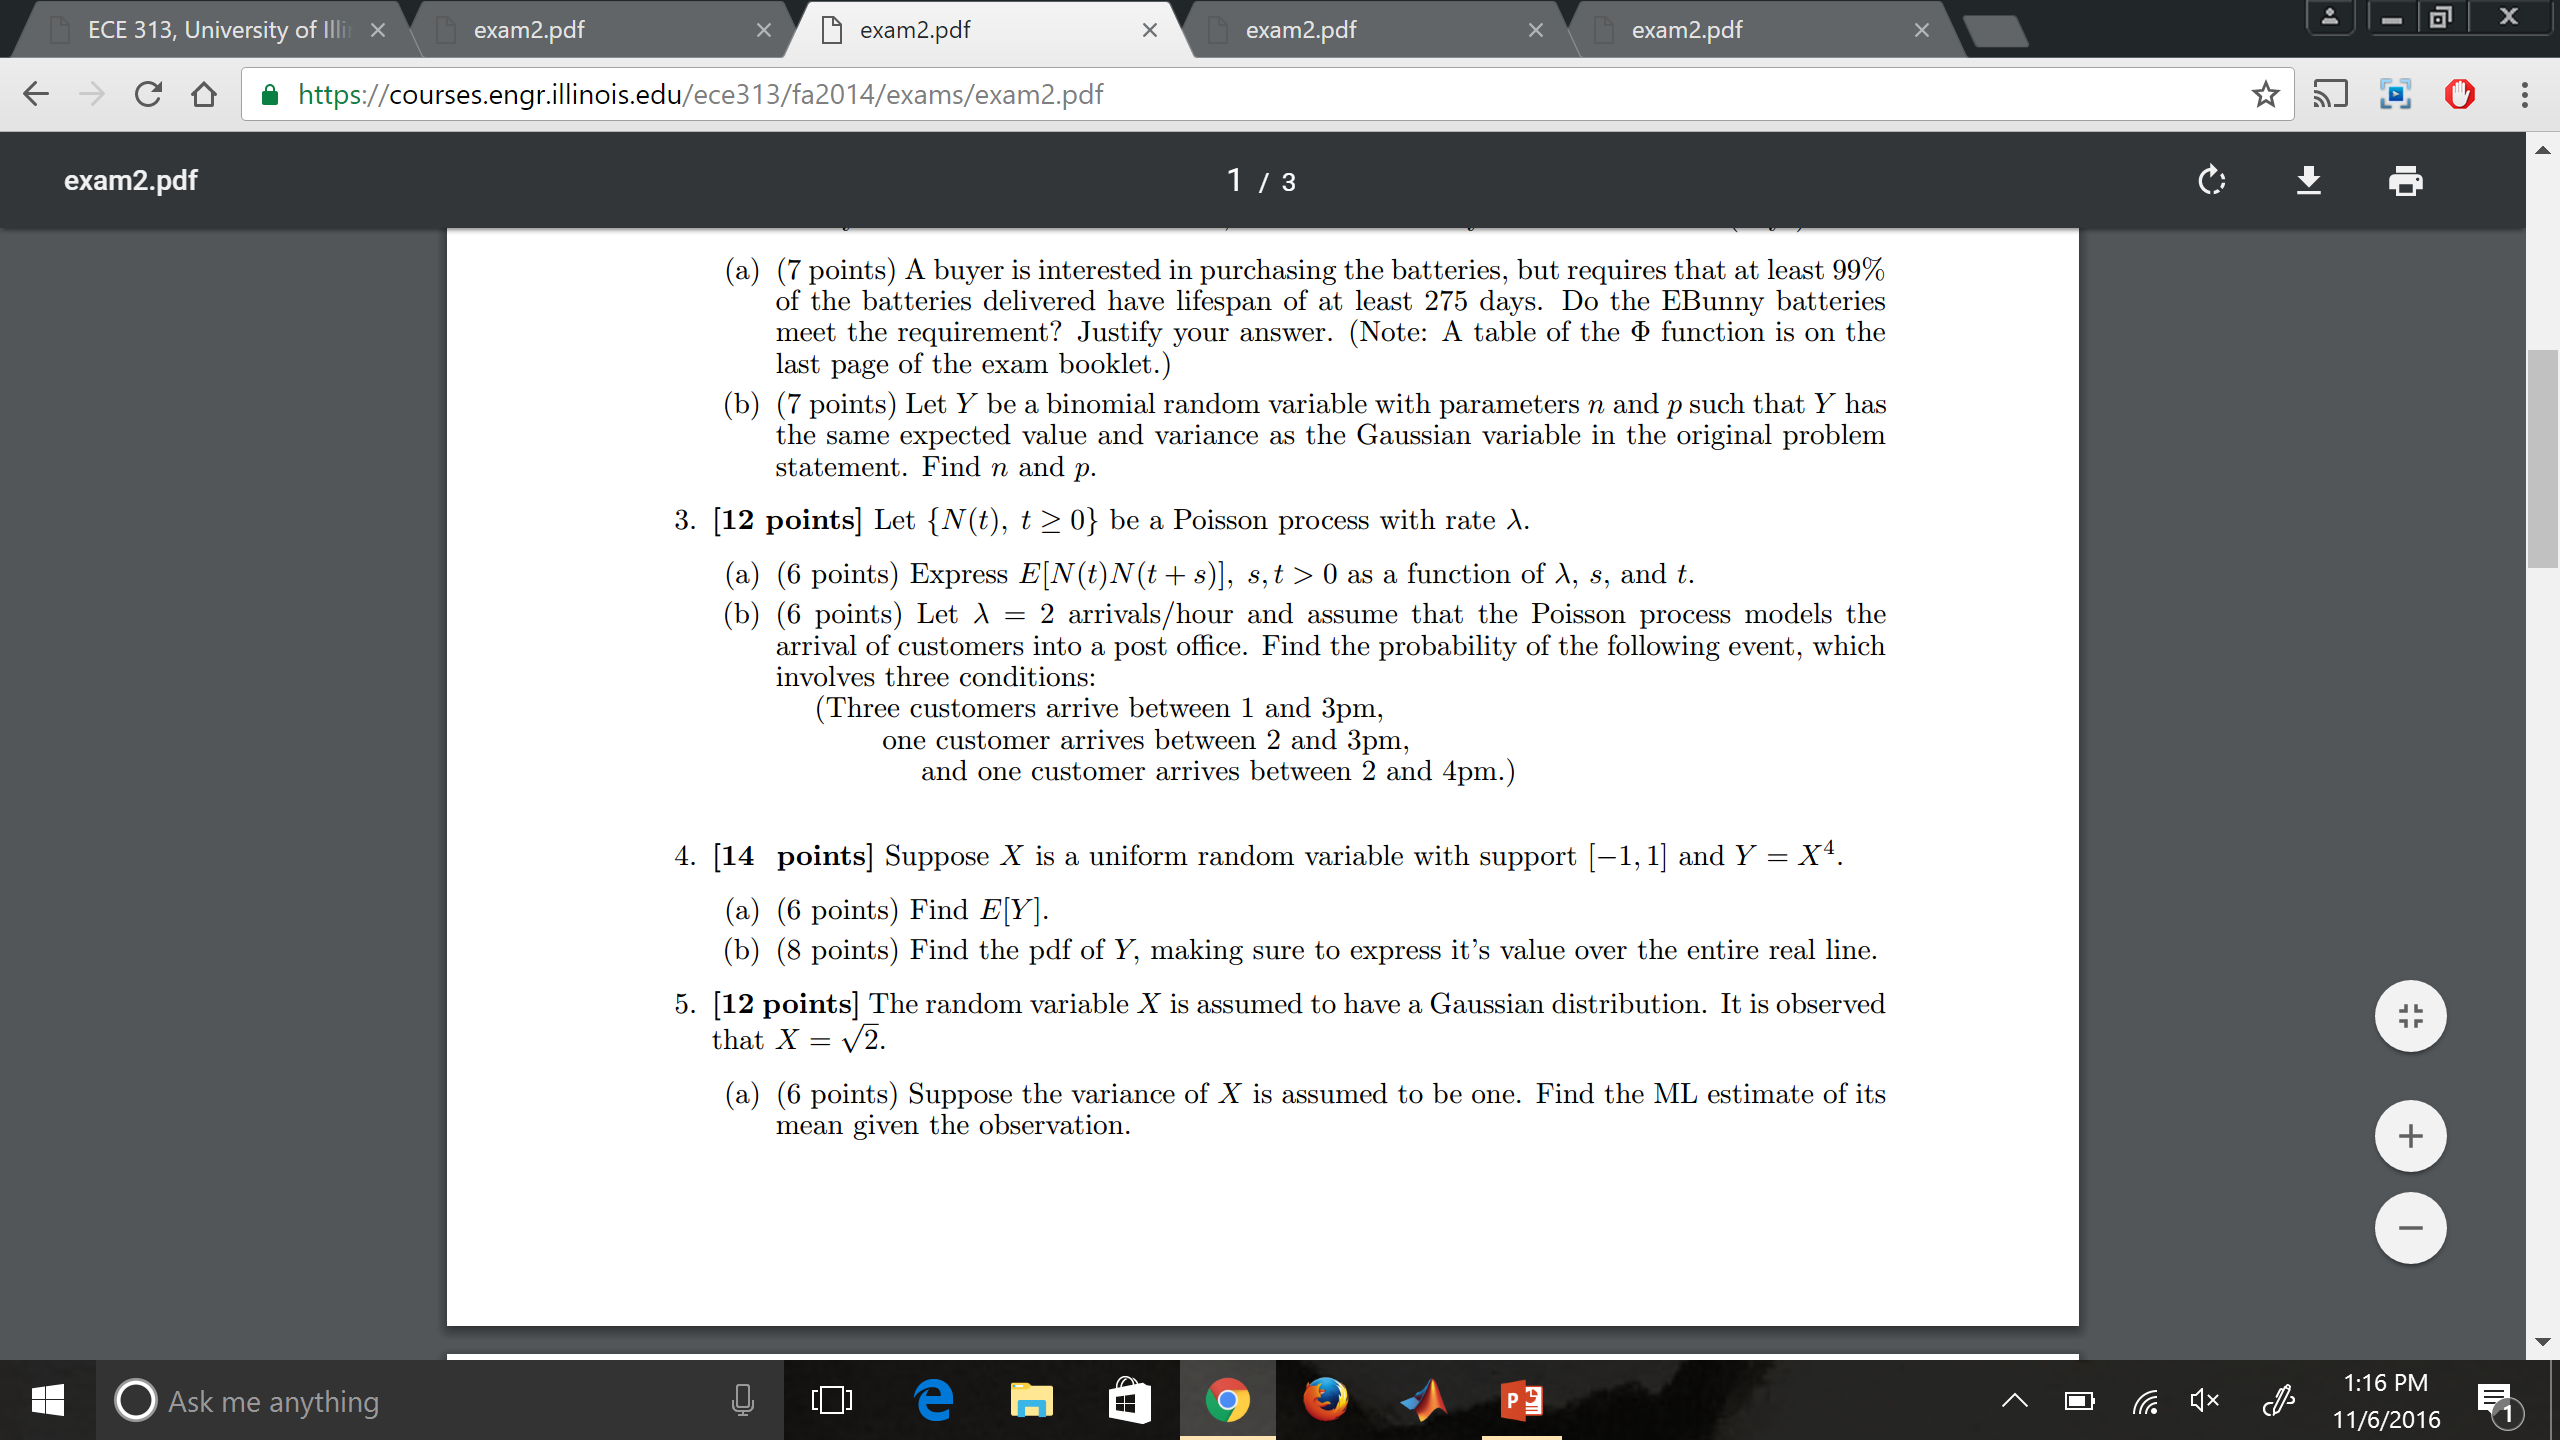 ECE 313, University of Illi
exam2.pdf
exam2.pdf
exam2.pdf
exam2.pdf
https://courses.engr.illinois.edu/ece313/fa2014/exams/exam2.pdf
exam2.pdf
1 / 3
(a) (7 points) A buyer is interested in purchasing the batteries, but requires that at least 99%
of the batteries delivered have lifespan of at least 275 days. Do the EBunny batteries
meet the requirement? Justify your answer. (Note: A table of the Φ function is on the
last page of the exam booklet.)
(b) (7 points) Let Y be a binomial random variable with parameters n and p such that Y has
the same expected value and variance as the Gaussian variable in the original problem
statement. Find n and p.
3. [12 points] Let {N(t), t ≥ 0} be a Poisson process with rate λ.
(a) (6 points) Express E[N(t)N(t + s)], s, t > 0 as a function of λ, s, and t.
(b) (6 points) Let λ = 2 arrivals/hour and assume that the Poisson process models the
arrival of customers into a post office. Find the probability of the following event, which
involves three conditions:
(Three customers arrive between 1 and 3pm,
one customer arrives between 2 and 3pm,
and one customer arrives between 2 and 4pm.)
4. [14 points] Suppose X is a uniform random variable with support [−1, 1] and Y = X⁴.
(a) (6 points) Find E[Y].
(b) (8 points) Find the pdf of Y, making sure to express it's value over the entire real line.
5. [12 points] The random variable X is assumed to have a Gaussian distribution. It is observed
that X = √2.
(a) (6 points) Suppose the variance of X is assumed to be one. Find the ML estimate of its
mean given the observation.
Ask me anything
1:16 PM
11/6/2016
1